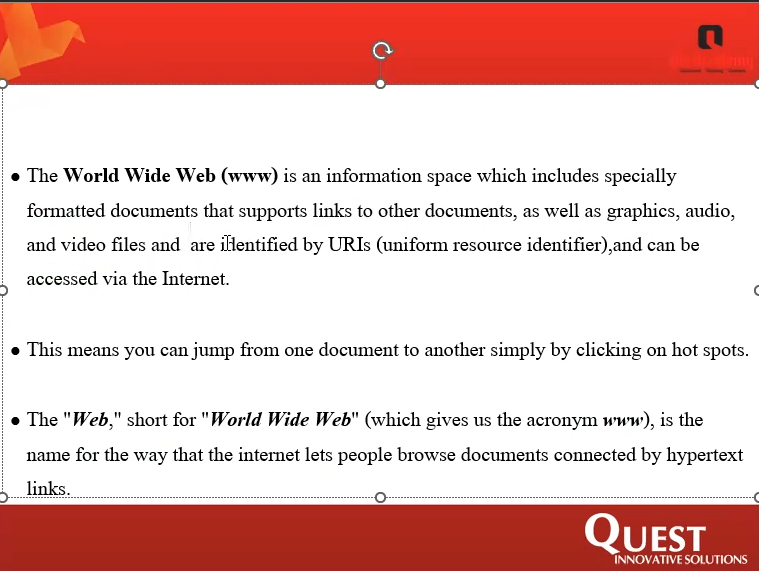 ● The World Wide Web (www) is an information space which includes specially
formatted documents that supports links to other documents, as well as graphics, audio,
and video files and are identified by URIs (uniform resource identifier),and can be
accessed via the Internet.
● This means you can jump from one document to another simply by clicking on hot spots.
● The "Web," short for "World Wide Web" (which gives us the acronym www), is the
name for the way that the internet lets people browse documents connected by hypertext
links.
QUEST
INNOVATIVE SOLUTIONS